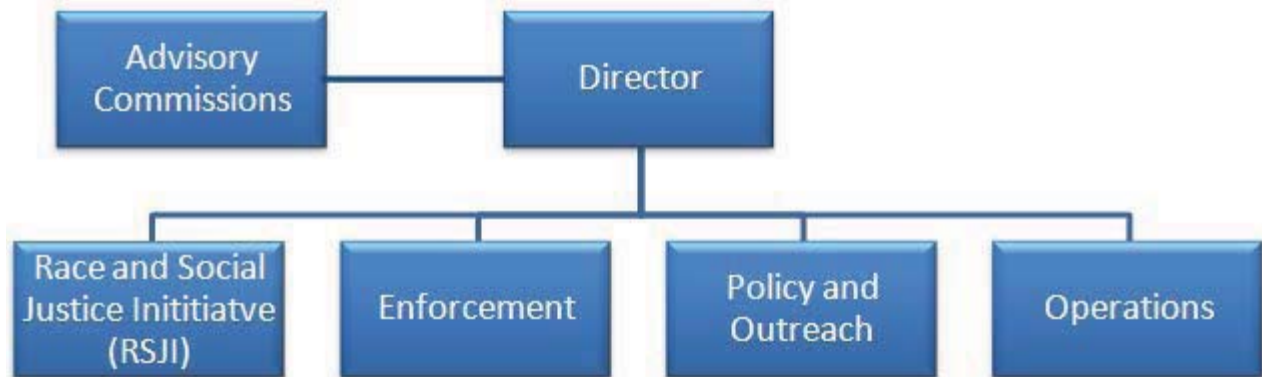 Advisory
Commissions
Director
Race and Social
Justice Inititiatve
(RSJI)
Enforcement
Policy and
Outreach
Operations